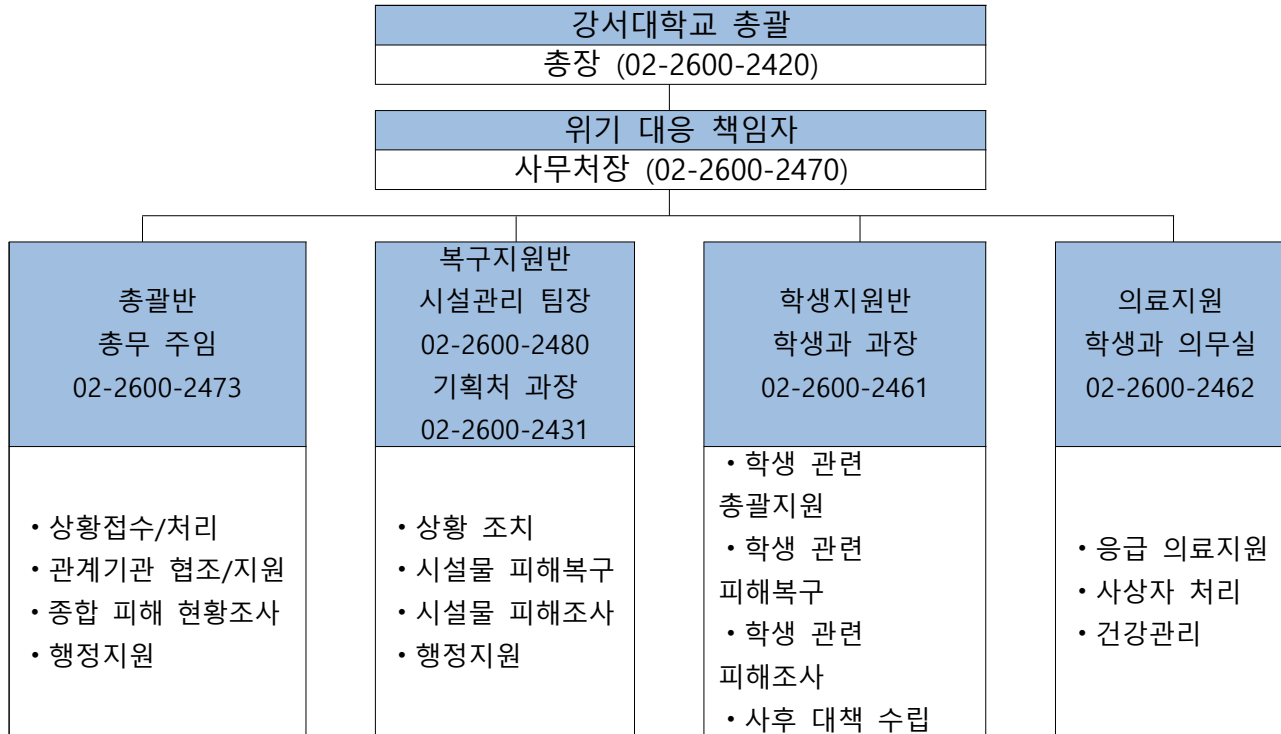 강서대학교 총괄
총장 (02-2600-2420)
위기 대응 책임자
사무처장 (02-2600-2470)
총괄반
총무 주임
02-2600-2473
• 상황접수/처리
• 관계기관 협조/지원
• 종합 피해 현황조사
• 행정지원
복구지원반
시설관리 팀장
02-2600-2480
기획처 과장
02-2600-2431
• 상황 조치
• 시설물 피해복구
• 시설물 피해조사
• 행정지원
학생지원반
학생과 과장
02-2600-2461
• 학생 관련
총괄지원
• 학생 관련
피해복구
• 학생 관련
피해조사
• 사후 대책 수립
의료지원
학생과 의무실
02-2600-2462
• 응급 의료지원
• 사상자 처리
• 건강관리